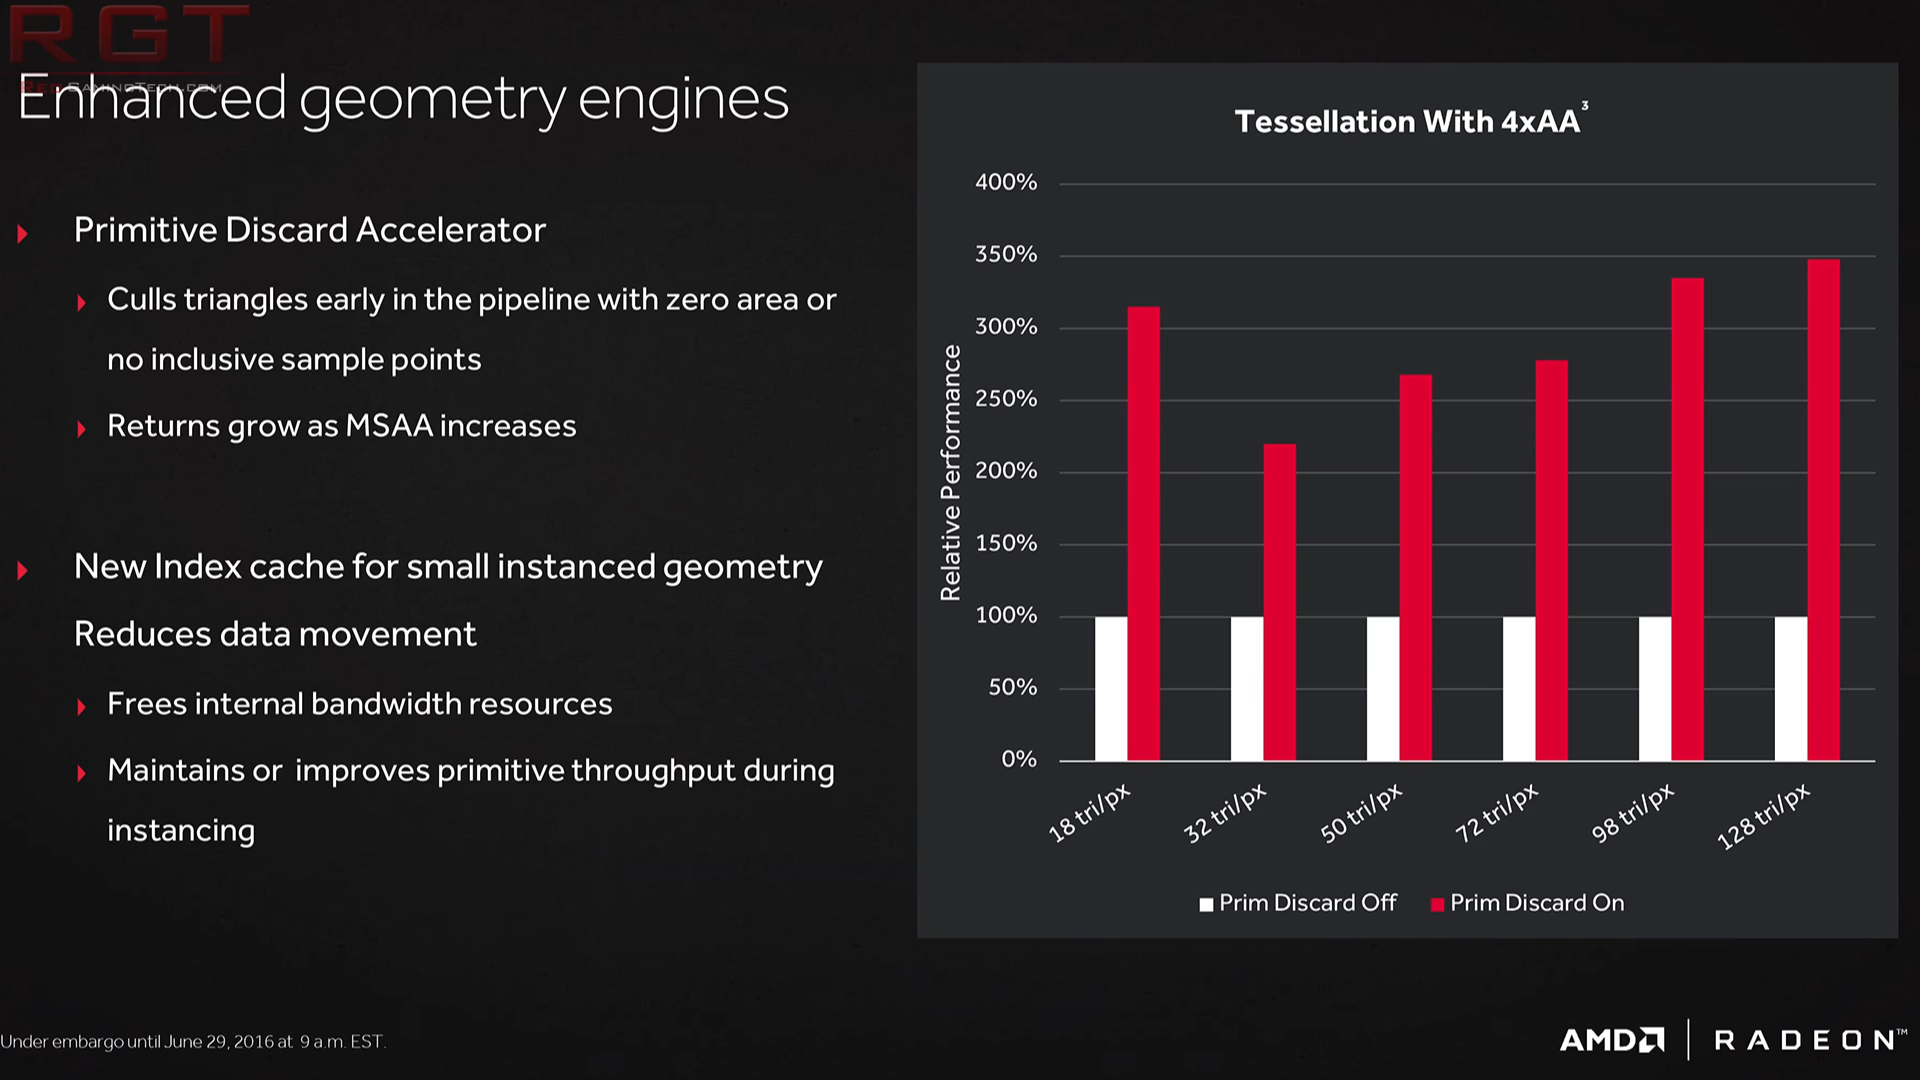 RGT
RedGamingTech.com
Enhanced geometry engines
Primitive Discard Accelerator
Culls triangles early in the pipeline with zero area or
no inclusive sample points
Returns grow as MSAA increases
New Index cache for small instanced geometry
Reduces data movement
Frees internal bandwidth resources
Maintains or improves primitive throughput during
instancing
Tessellation With 4xAA³
Relative Performance
400%
350%
300%
250%
200%
150%
100%
50%
0%
18 tri/px
32 tri/px
50 tri/px
72 tri/px
98 tri/px
128 tri/px
Prim Discard Off
Prim Discard On
Under embargo until June 29, 2016 at 9 a.m. EST.
AMD RADEON™